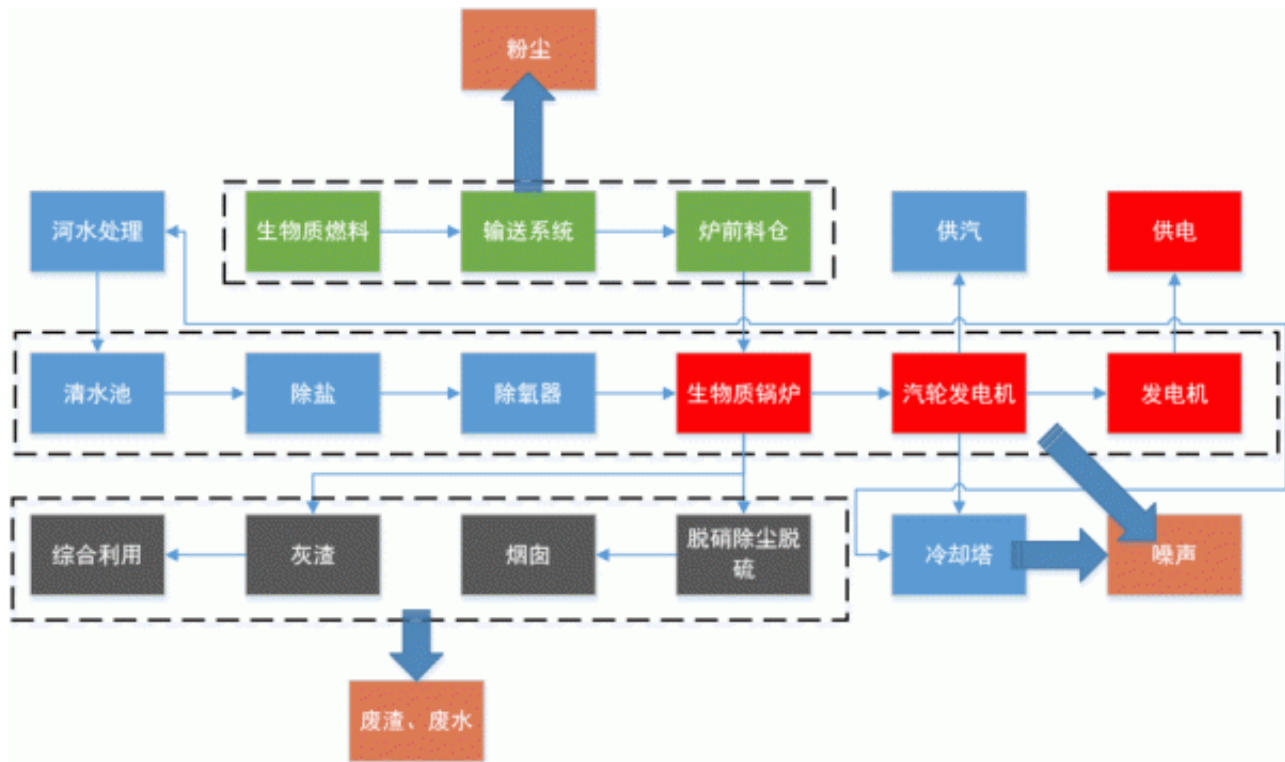 粉尘
河水处理
生物质燃料
输送系统
炉前料仓
供汽
供电
清水池
除盐
除氧器
生物质锅炉
汽轮发电机
发电机
综合利用
灰渣
烟囱
脱硝除尘脱
硫
冷却塔
噪声
废渣、废水